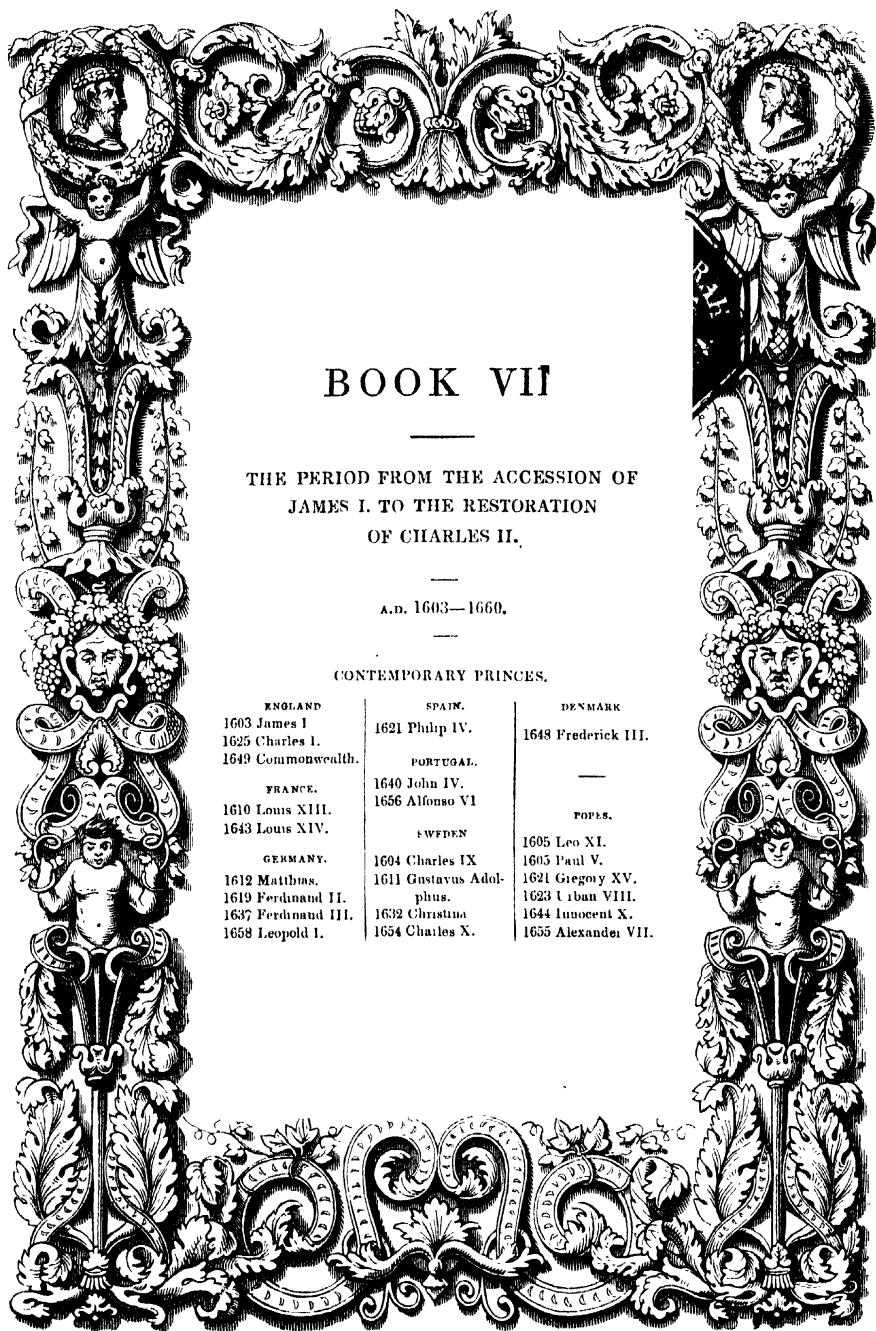 BOOK VII
THE PERIOD FROM THE ACCESSION OF
JAMES I. TO THE RESTORATION
OF CHARLES II.
A.D. 1603—1660.
CONTEMPORARY PRINCES.
ENGLAND
1603 James I
1625 Charles I.
1649 Commonwealth.
FRANCE.
1610 Louis XIII.
1643 Louis XIV.
GERMANY.
1612 Matthias.
1619 Ferdinand II.
1637 Ferdinand III.
1658 Leopold I.
SPAIN.
1621 Philip IV.
PORTUGAL.
1640 John IV.
1656 Alfonso VI
SWEDEN
1604 Charles IX
1611 Gustavus Adol-
phus.
1632 Christina
1654 Charles X.
DENMARK
1648 Frederick III.
POPES.
1605 Leo XI.
1605 Paul V.
1621 Gregory XV.
1623 Urban VIII.
1644 Innocent X.
1655 Alexander VII.